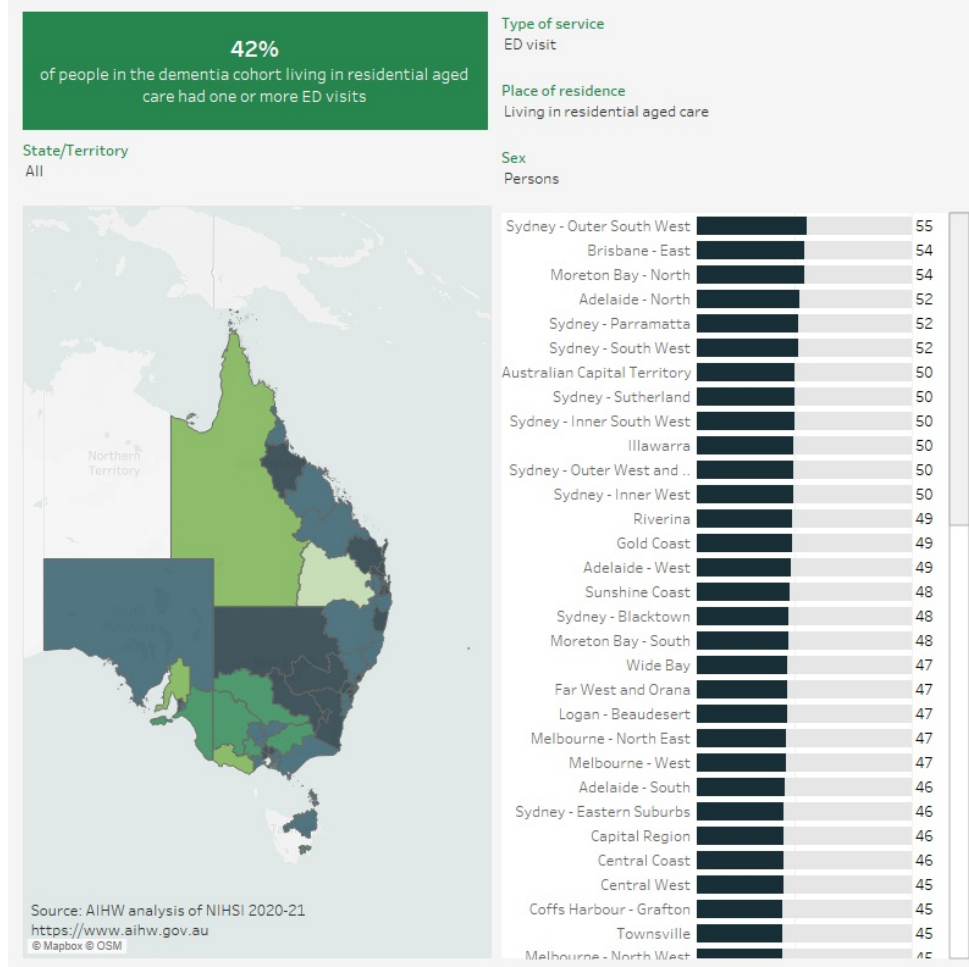 42%
of people in the dementia cohort living in residential aged
care had one or more ED visits
Type of service
ED visit
Place of residence
Living in residential aged care
State/Territory
All
Sex
Persons
Northern
Territory
South
Australia
Source: AIHW analysis of NIHSI 2020-21
https://www.aihw.gov.au
© Mapbox © OSM
Sydney - Outer South West 55
Brisbane - East 54
Moreton Bay - North 54
Adelaide - North 52
Sydney - Parramatta 52
Sydney - South West 52
Australian Capital Territory 50
Sydney - Sutherland 50
Sydney - Inner South West 50
Illawarra 50
Sydney - Outer West and .. 50
Sydney - Inner West 50
Riverina 49
Gold Coast 49
Adelaide - West 49
Sunshine Coast 48
Sydney - Blacktown 48
Moreton Bay - South 48
Wide Bay 47
Far West and Orana 47
Logan - Beaudesert 47
Melbourne - North East 47
Melbourne - West 47
Adelaide - South 46
Sydney - Eastern Suburbs 46
Capital Region 46
Central Coast 46
Central West 45
Coffs Harbour - Grafton 45
Townsville 45
Melbourne - North West 45